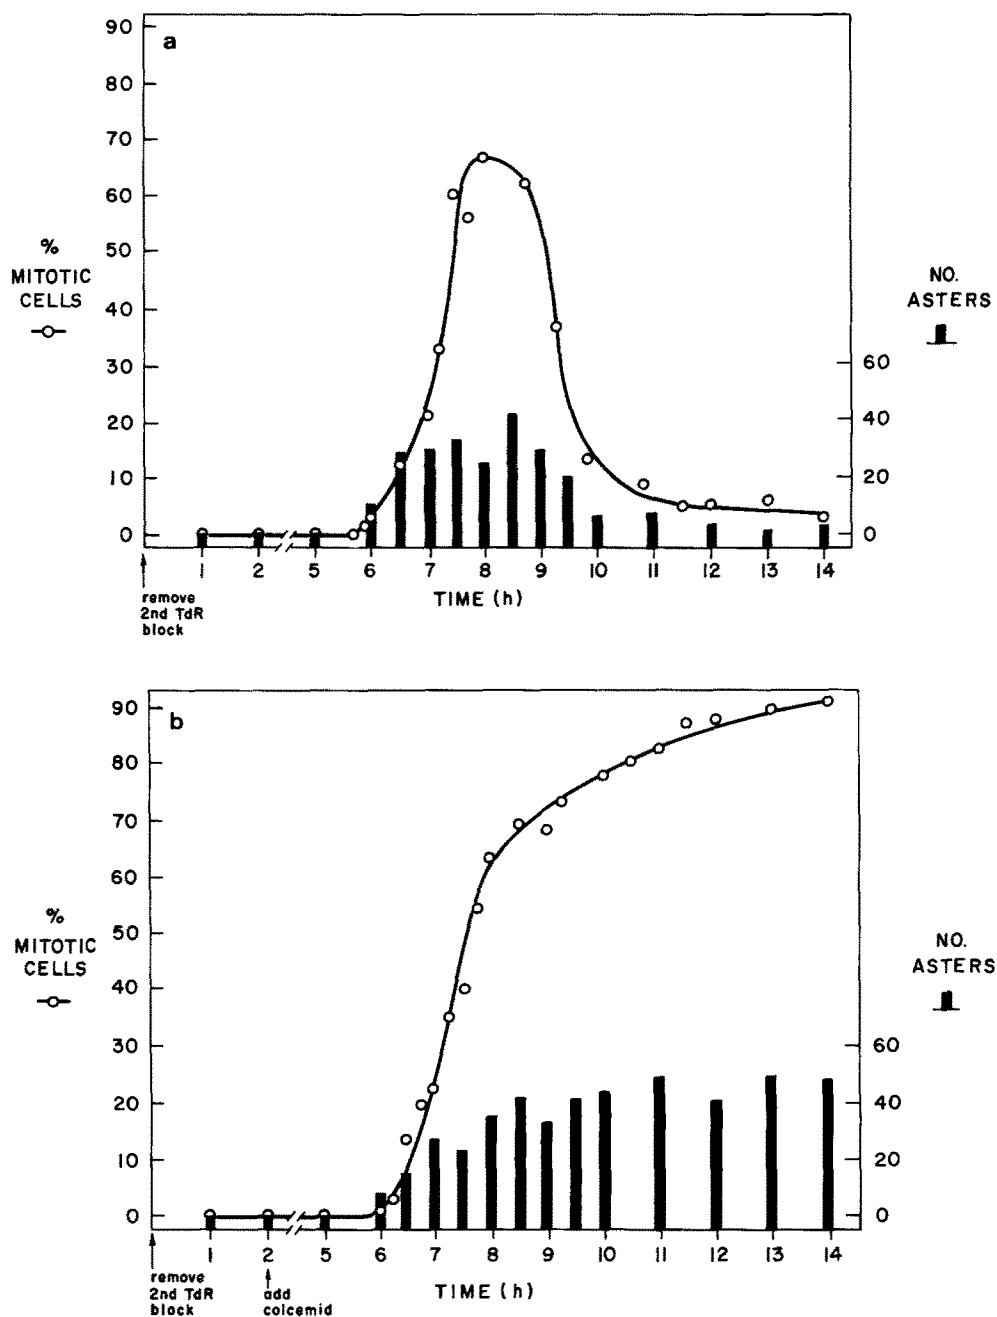 a
90
80
70
60
50
40
30
20
10
0
%
MITOTIC
CELLS
NO.
ASTERS
60
40
20
0
1 2 5 6 7 8 9 10 11 12 13 14
TIME (h)
remove
2nd TdR
block
b
90
80
70
60
50
40
30
20
10
0
%
MITOTIC
CELLS
NO.
ASTERS
60
40
20
0
1 2 5 6 7 8 9 10 11 12 13 14
TIME (h)
remove
2nd TdR
block
add
colcemid